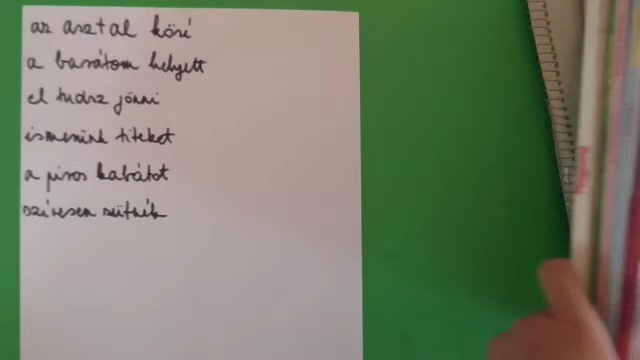 az asztal köré
a barátom helyett
el tudsz jönni
ismerünk titeket
a piros kabátot
szívesen sütnék